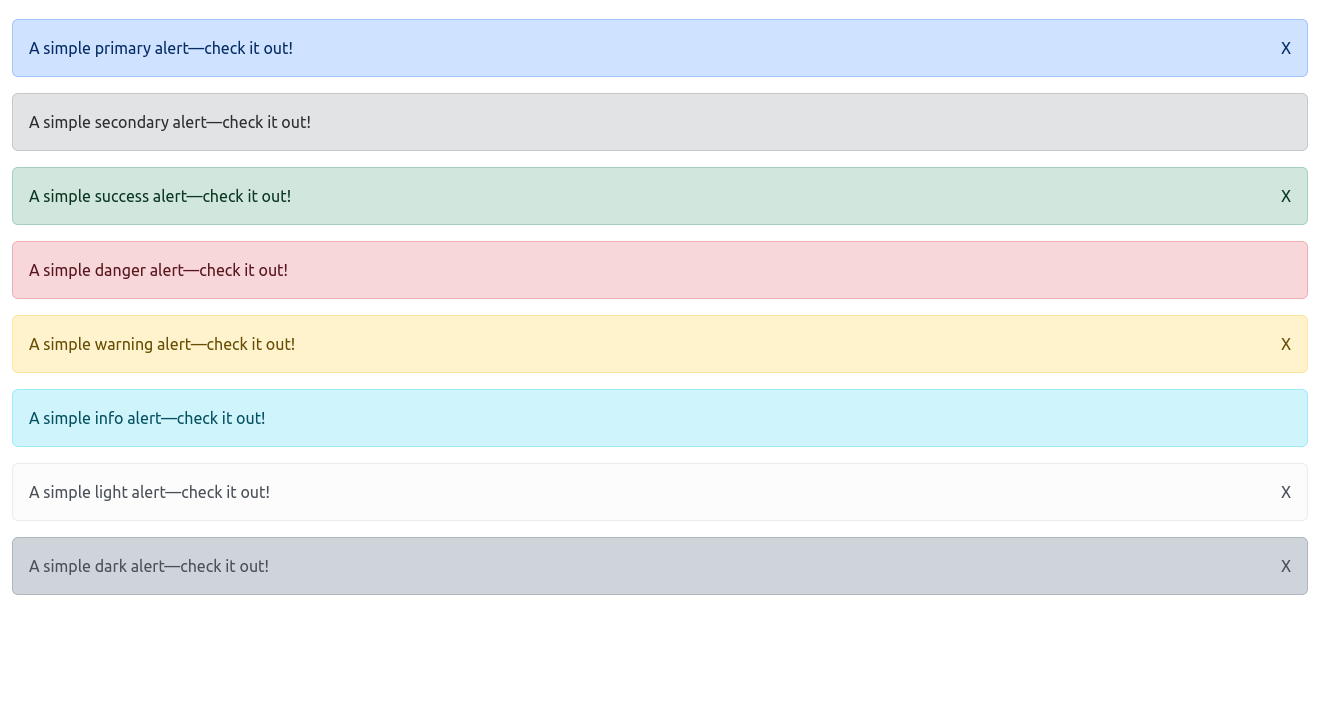 A simple primary alert—check it out! X
A simple secondary alert—check it out!
A simple success alert—check it out! X
A simple danger alert—check it out!
A simple warning alert—check it out! X
A simple info alert—check it out!
A simple light alert—check it out! X
A simple dark alert—check it out! X